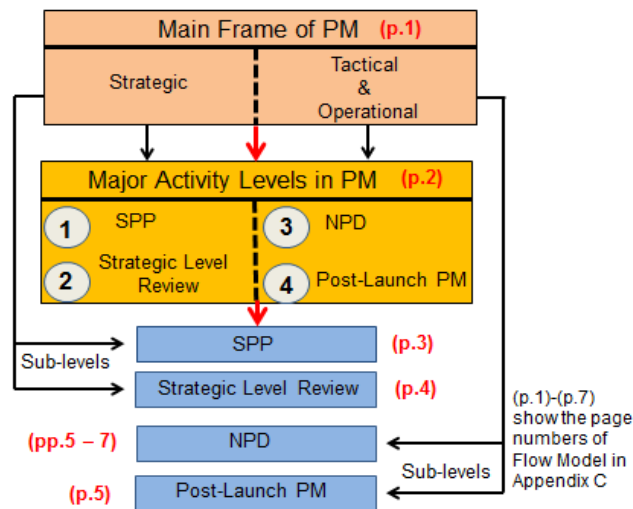 Main Frame of PM (p.1)
Strategic
Tactical
&
Operational
Major Activity Levels in PM (p.2)
1 SPP
2 Strategic Level
Review
3 NPD
4 Post-Launch PM
Sub-levels
SPP (p.3)
Strategic Level Review (p.4)
(pp.5 – 7) NPD
(p.5) Post-Launch PM
Sub-levels
(p.1)-(p.7)
show the page
numbers of
Flow Model in
Appendix C